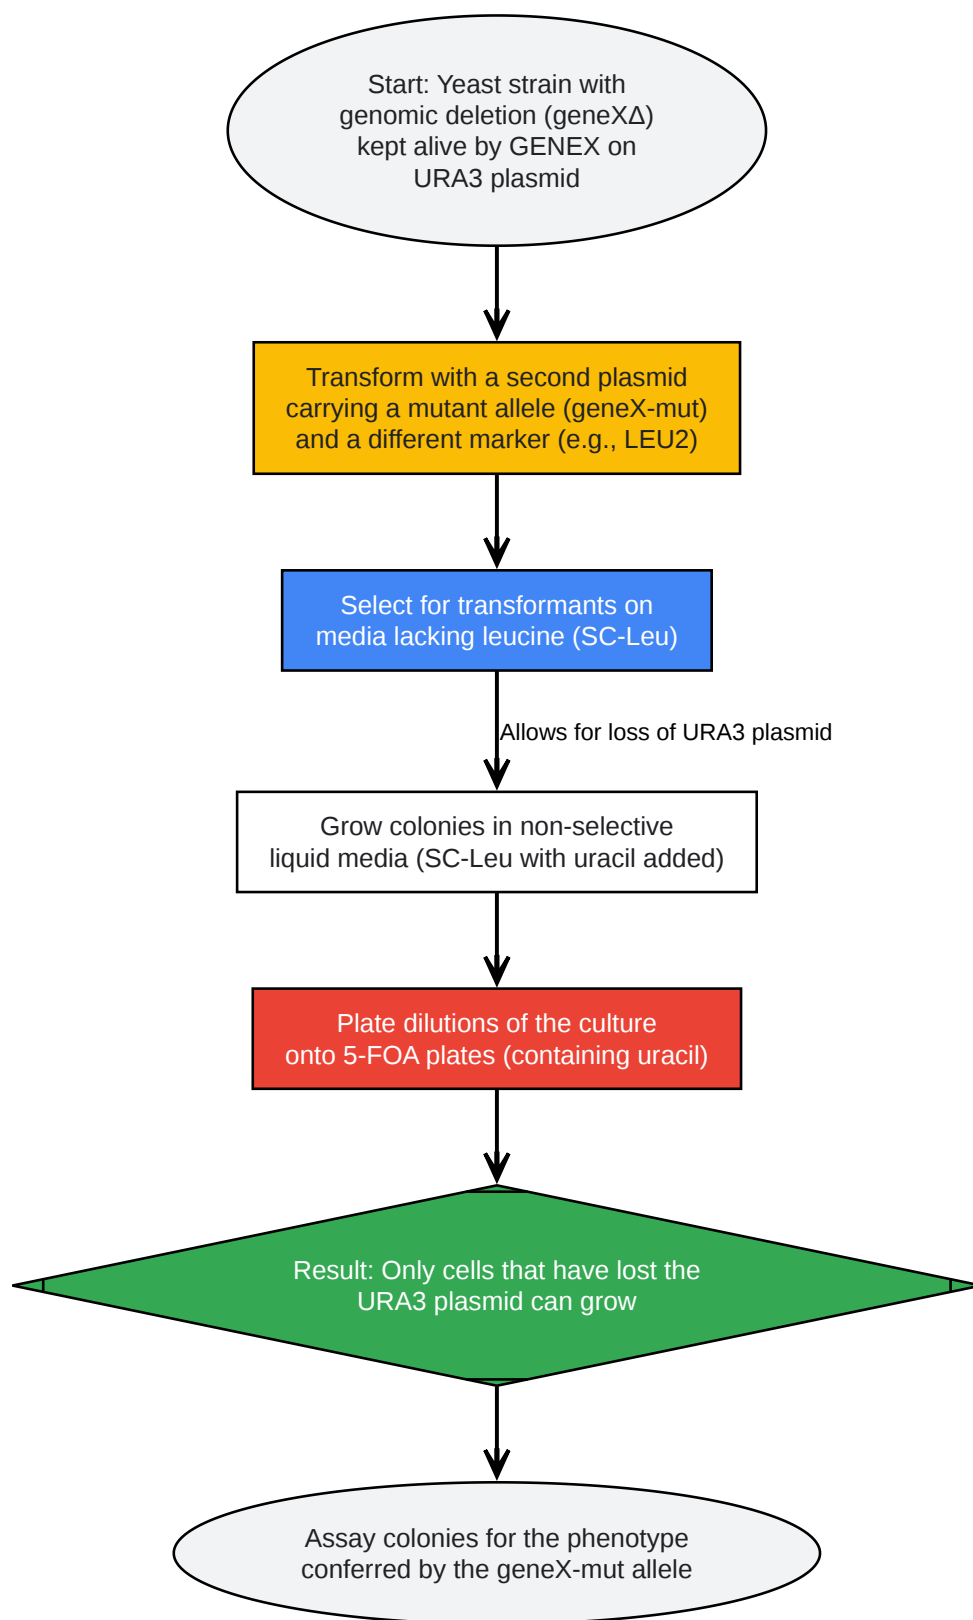 Start: Yeast strain with
genomic deletion (geneXΔ)
kept alive by GENEX on
URA3 plasmid
Transform with a second plasmid
carrying a mutant allele (geneX-mut)
and a different marker (e.g., LEU2)
Select for transformants on
media lacking leucine (SC-Leu)
Allows for loss of URA3 plasmid
Grow colonies in non-selective
liquid media (SC-Leu with uracil added)
Plate dilutions of the culture
onto 5-FOA plates (containing uracil)
Result: Only cells that have lost the
URA3 plasmid can grow
Assay colonies for the phenotype
conferred by the geneX-mut allele